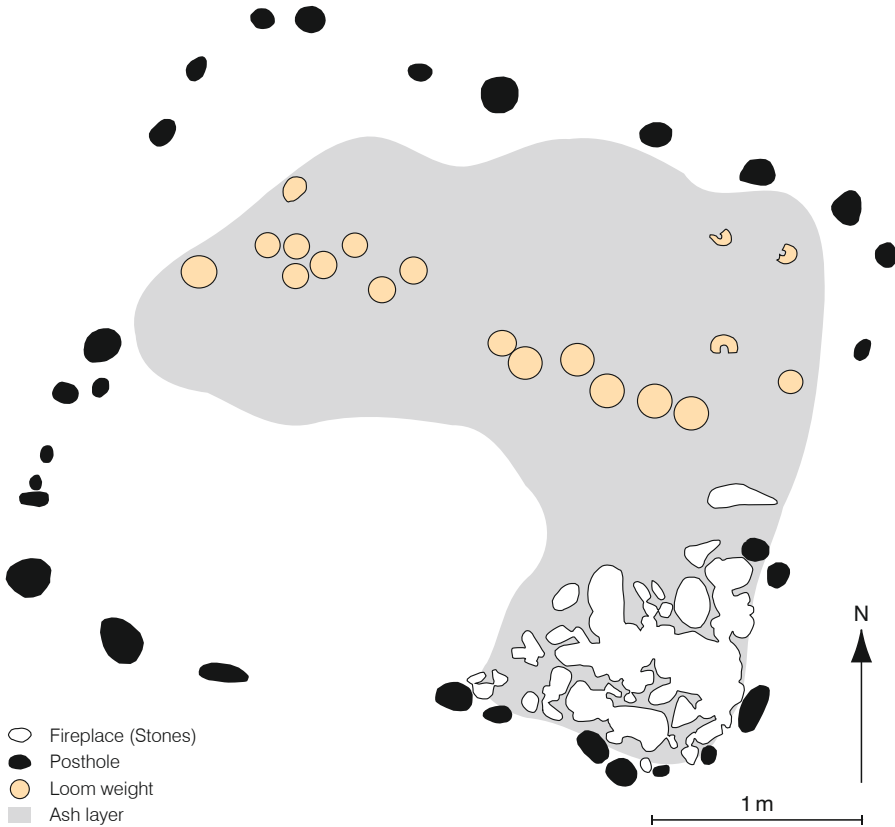 N
Fireplace (Stones)
Posthole
Loom weight
Ash layer
1 m